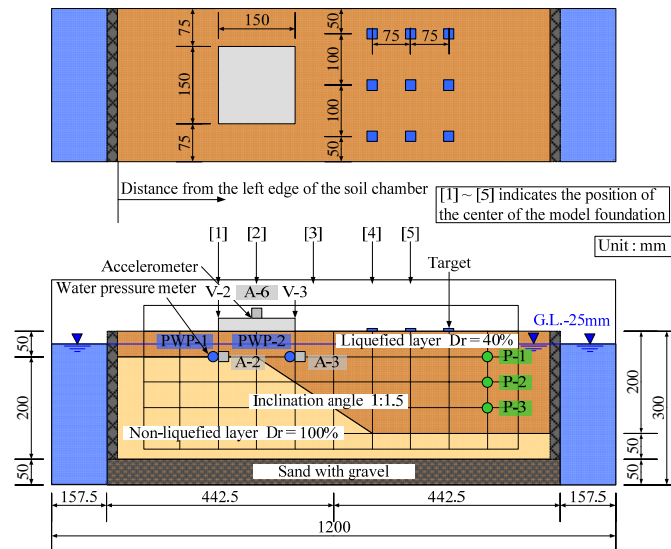 150
75
150
75
75
75
100
100
50
Distance from the left edge of the soil chamber
[1] ~ [5] indicates the position of
the center of the model foundation
[1]
[2]
[3]
[4]
[5]
Unit : mm
Accelerometer
Target
Water pressure meter
V-2
A-6
V-3
G.L.-25mm
50
PWP-1
PWP-2
Liquefied layer Dr = 40%
A-2
A-3
P-1
P-2
P-3
200
Inclination angle 1:1.5
Non-liquefied layer Dr = 100%
200
300
50
50
50
Sand with gravel
157.5
442.5
442.5
157.5
1200